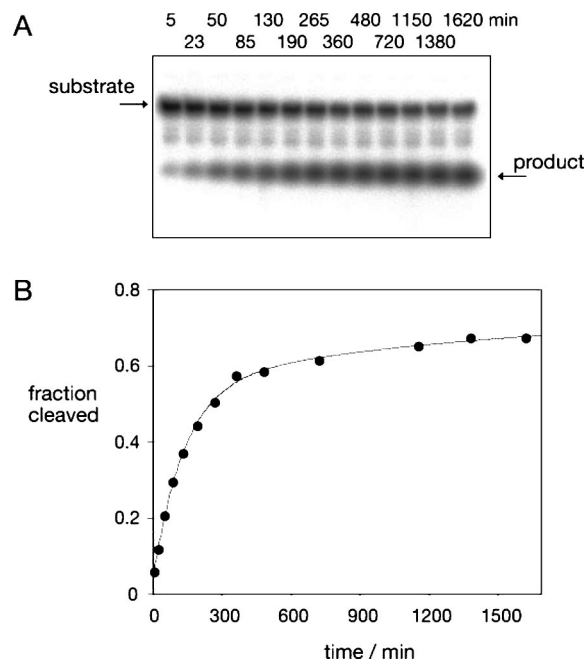 A
5 50 130 265 480 1150 1620 min
23 85 190 360 720 1380
substrate
product
B
0.8
0.6
fraction
cleaved
0.4
0.2
0
0 300 600 900 1200 1500
time / min